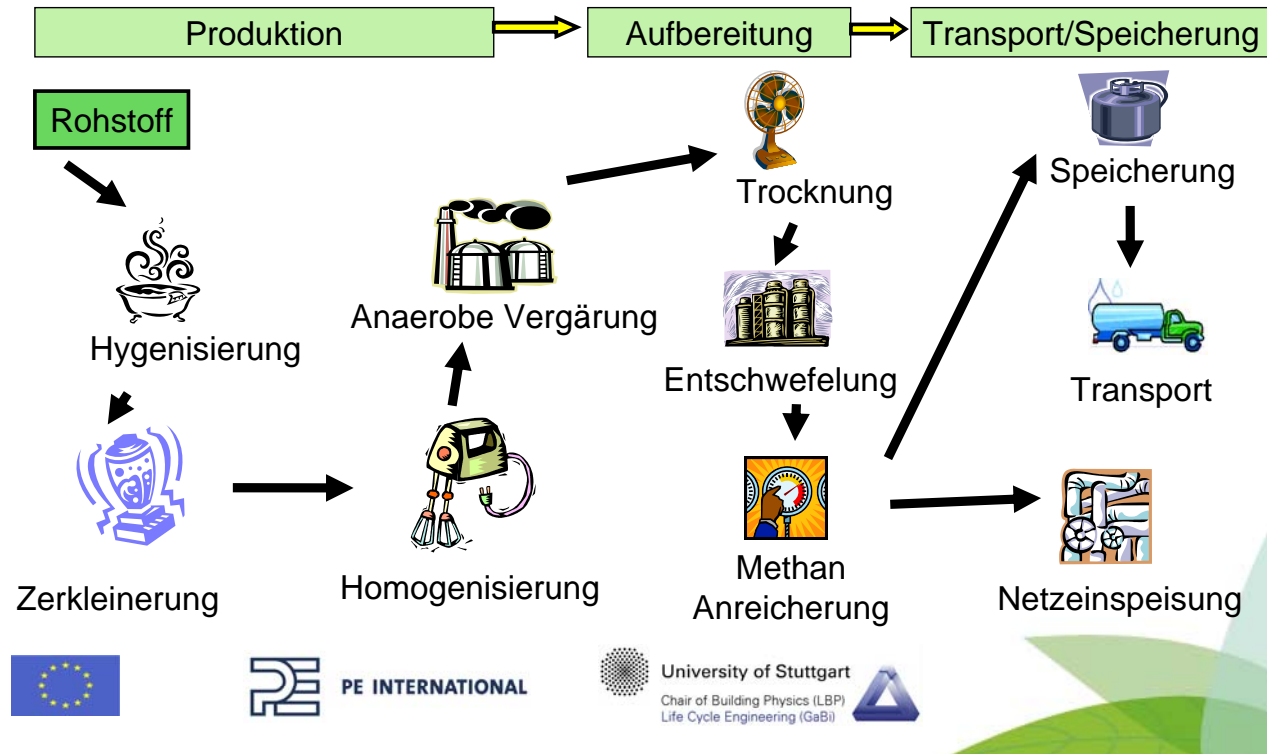 Produktion
Aufbereitung
Transport/Speicherung
Rohstoff
Hygenisierung
Zerkleinerung
Homogenisierung
Anaerobe Vergärung
Trocknung
Entschwefelung
Methan
Anreicherung
Speicherung
Transport
Netzeinspeisung
PE INTERNATIONAL
University of Stuttgart
Chair of Building Physics (LBP)
Life Cycle Engineering (GaBi)